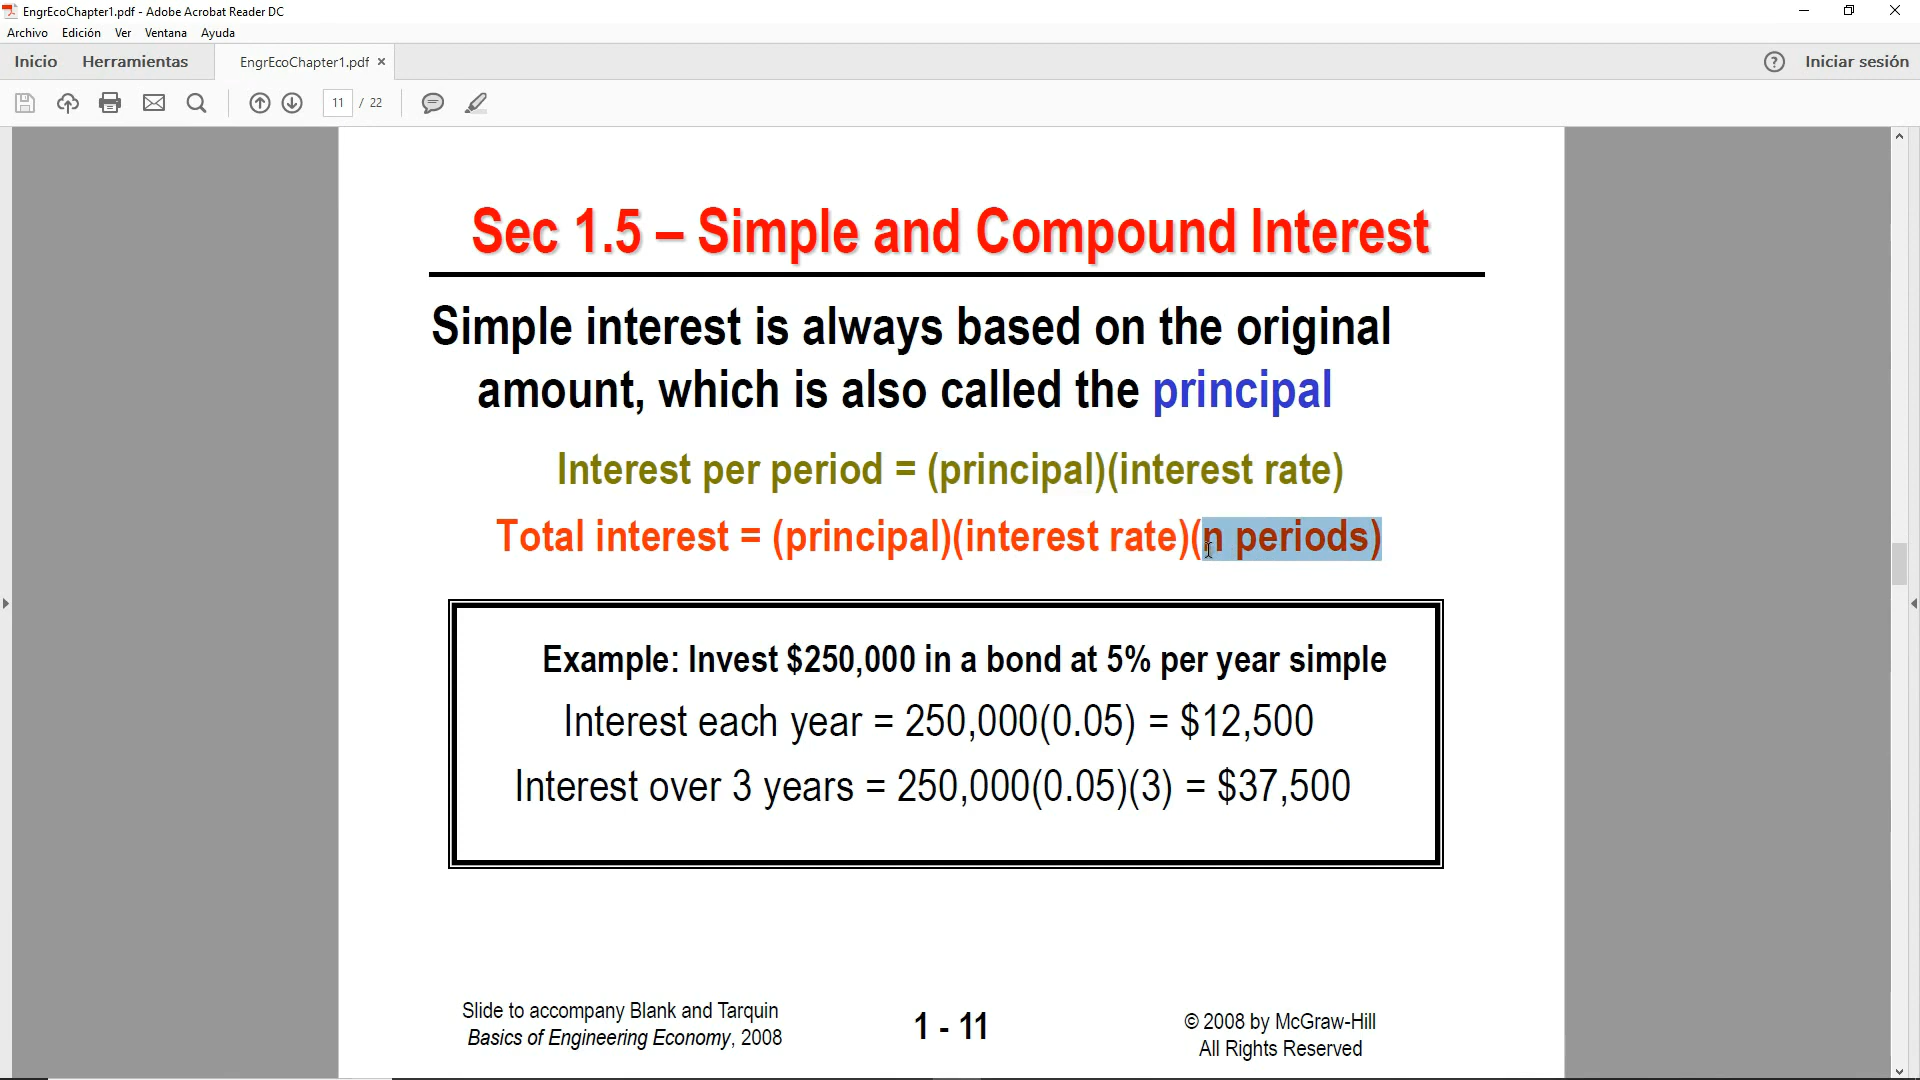 EngrEcoChapter1.pdf - Adobe Acrobat Reader DC
Archivo Edición Ver Ventana Ayuda
Inicio Herramientas EngrEcoChapter1.pdf × ? Iniciar sesión
11 / 22
Sec 1.5 – Simple and Compound Interest
Simple interest is always based on the original
amount, which is also called the principal
Interest per period = (principal)(interest rate)
Total interest = (principal)(interest rate)(n periods)
Example: Invest $250,000 in a bond at 5% per year simple
Interest each year = 250,000(0.05) = $12,500
Interest over 3 years = 250,000(0.05)(3) = $37,500
Slide to accompany Blank and Tarquin
Basics of Engineering Economy, 2008
1 - 11
© 2008 by McGraw-Hill
All Rights Reserved